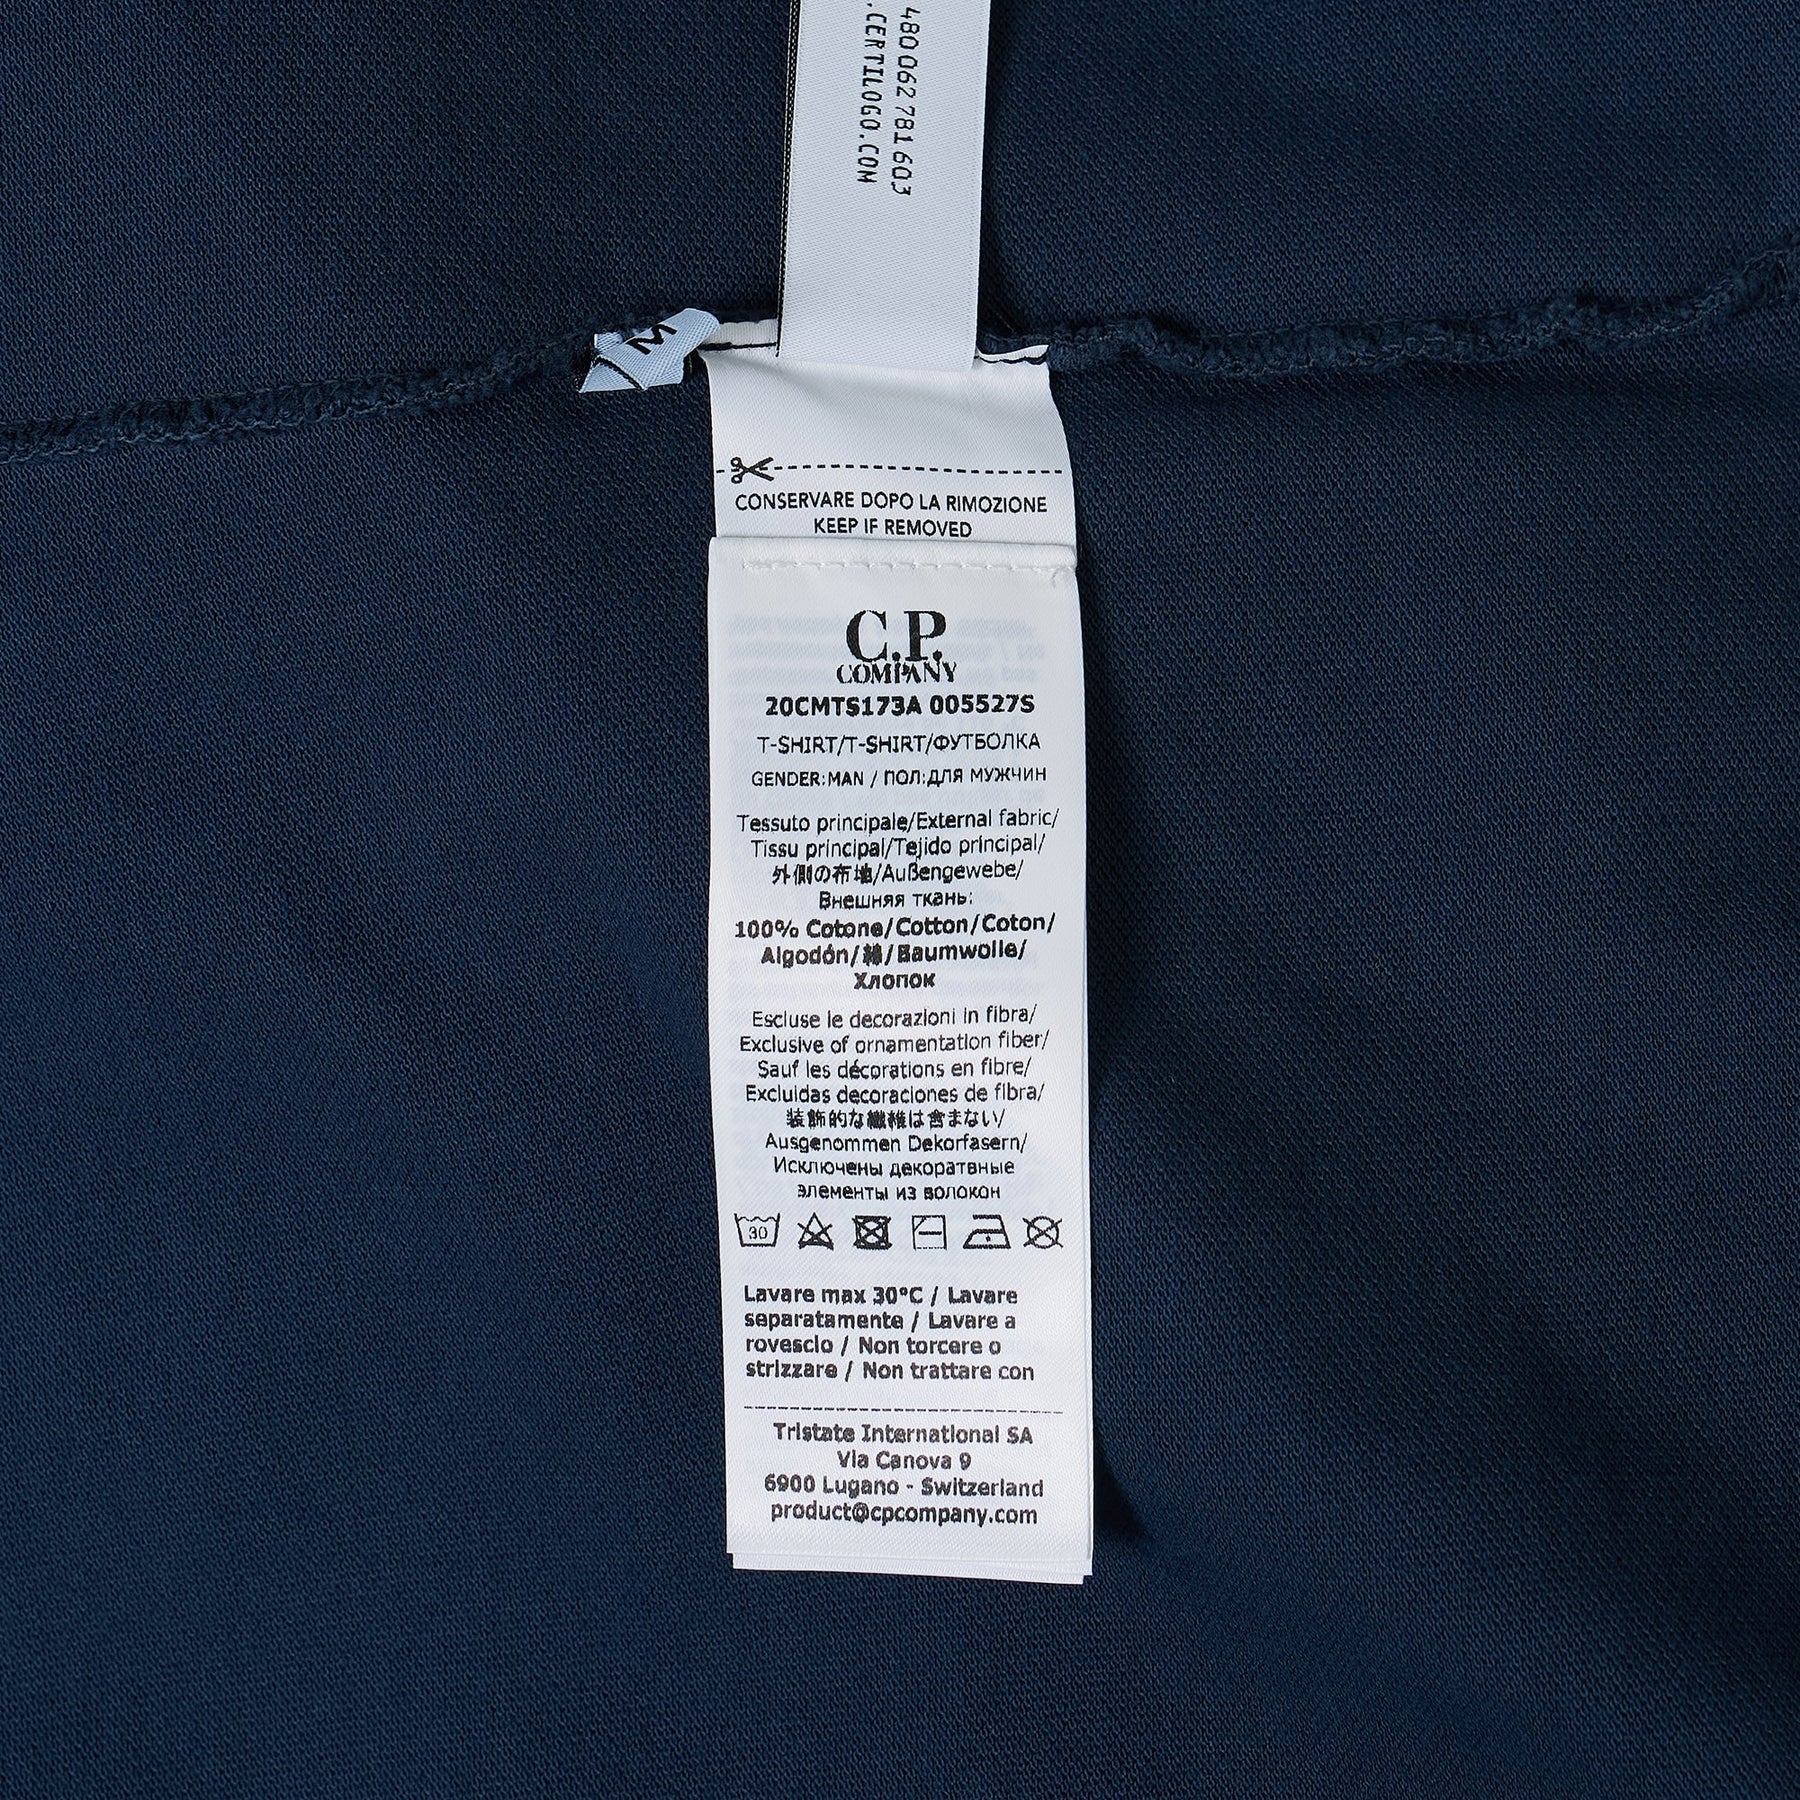 480 062 781 603
.CERTILOGO.COM
M
CONSERVARE DOPO LA RIMOZIONE
KEEP IF REMOVED
C.P.
COMPANY
20CMTS173A 005527S
T-SHIRT/T-SHIRT/ФУТБОЛКА
GENDER:MAN / ПОЛ:ДЛЯ МУЖЧИН
Tessuto principale/External fabric/
Tissu principal/Tejido principal/
外側の布地/Außengewebe/
Внешняя ткань:
100% Cotone/Cotton/Coton/
Algodón/綿/Baumwolle/
Хлопок
Escluse le decorazioni in fibra/
Exclusive of ornamentation fiber/
Sauf les décorations en fibre/
Excluidas decoraciones de fibra/
装飾的な繊維は含まない/
Ausgenommen Dekorfasern/
Исключены декоратвные
элементы из волокон
30
Lavare max 30°C / Lavare
separatamente / Lavare a
rovescio / Non torcere o
strizzare / Non trattare con
Tristate International SA
Via Canova 9
6900 Lugano - Switzerland
product@cpcompany.com